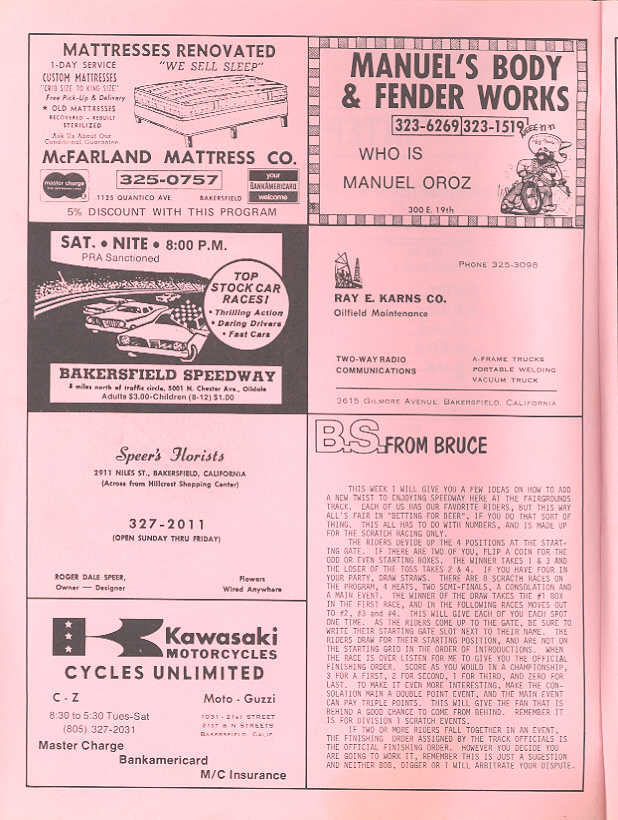 MATTRESSES RENOVATED
1-DAY SERVICE
"WE SELL SLEEP"
CUSTOM MATTRESSES
"CRIB SIZE TO KING SIZE"
Free Pick-Up & Delivery
★ OLD MATTRESSES
RECOVERED - REBUILT
STERILIZED
Ask Us About Our
Conditional Guarantee
McFARLAND MATTRESS CO.
master charge
325-0757
your
BANKAMERICARD
welcome
1125 QUANTICO AVE BAKERSFIELD
5% DISCOUNT WITH THIS PROGRAM
MANUEL'S BODY
& FENDER WORKS
323-6269 323-1519
WHO IS
MANUEL OROZ
300 E. 19th
SAT. • NITE • 8:00 P.M.
PRA Sanctioned
TOP
STOCK CAR
RACES!
• Thrilling Action
• Daring Drivers
• Fast Cars
BAKERSFIELD SPEEDWAY
5 miles north of traffic circle, 5001 N. Chester Ave., Oildale
Adults $3.00-Children (8-12) $1.00
PHONE 325-3098
RAY E. KARNS CO.
Oilfield Maintenance
TWO-WAY RADIO
COMMUNICATIONS
A-FRAME TRUCKS
PORTABLE WELDING
VACUUM TRUCK
3615 GILMORE AVENUE, BAKERSFIELD, CALIFORNIA
Speer's Florists
2911 NILES ST., BAKERSFIELD, CALIFORNIA
(Across from Hillcrest Shopping Center)
327-2011
(OPEN SUNDAY THRU FRIDAY)
ROGER DALE SPEER,
Owner — Designer
Flowers
Wired Anywhere
Kawasaki
MOTORCYCLES
CYCLES UNLIMITED
C - Z
Moto - Guzzi
8:30 to 5:30 Tues-Sat
(805) 327-2031
1031 - 21ST STREET
21ST & N STREETS
BAKERSFIELD, CALIF.
Master Charge
Bankamericard
M/C Insurance
B.S. FROM BRUCE
THIS WEEK I WILL GIVE YOU A FEW IDEAS ON HOW TO ADD
A NEW TWIST TO ENJOYING SPEEDWAY HERE AT THE FAIRGROUNDS
TRACK. EACH OF US HAS OUR FAVORITE RIDERS, BUT THIS WAY
ALL'S FAIR IN "BETTING FOR BEER", IF YOU DO THAT SORT OF
THING. THIS ALL HAS TO DO WITH NUMBERS, AND IS MADE UP
FOR THE SCRATCH RACING ONLY.
THE RIDERS DEVIDE UP THE 4 POSITIONS AT THE START-
ING GATE. IF THERE ARE TWO OF YOU, FLIP A COIN FOR THE
ODD OR EVEN STARTING BOXES. THE WINNER TAKES 1 & 3 AND
THE LOSER OF THE TOSS TAKES 2 & 4. IF YOU HAVE FOUR IN
YOUR PARTY, DRAW STRAWS. THERE ARE 8 SCRACTH RACES ON
THE PROGRAM, 4 HEATS, TWO SEMI-FINALS, A CONSOLATION AND
A MAIN EVENT. THE WINNER OF THE DRAW TAKES THE #1 BOX
IN THE FIRST RACE, AND IN THE FOLLOWING RACES MOVES OUT
TO #2, #3 and #4. THIS WILL GIVE EACH OF YOU EACH SPOT
ONE TIME. AS THE RIDERS COME UP TO THE GATE, BE SURE TO
WRITE THEIR STARTING GATE SLOT NEXT TO THEIR NAME. THE
RIDERS DRAW FOR THEIR STARTING POSITION, AND ARE NOT ON
THE STARTING GRID IN THE ORDER OF INTRODUCTIONS. WHEN
THE RACE IS OVER LISTEN FOR ME TO GIVE YOU THE OFFICIAL
FINISHING ORDER. SCORE AS YOU WOULD IN A CHAMPIONSHIP,
3 FOR A FIRST, 2 FOR SECOND, 1 FOR THIRD, AND ZERO FOR
LAST. TO MAKE IT EVEN MORE INTERESTING, MAKE THE CON-
SOLATION MAIN A DOUBLE POINT EVENT, AND THE MAIN EVENT
CAN PAY TRIPLE POINTS. THIS WILL GIVE THE FAN THAT IS
BEHIND A GOOD CHANCE TO COME FROM BEHIND. REMEMBER IT
IS FOR DIVISION 1 SCRATCH EVENTS.
IF TWO OR MORE RIDERS FALL TOGETHER IN AN EVENT,
THE FINISHING ORDER ASSIGNED BY THE TRACK OFFICIALS IS
THE OFFICIAL FINISHING ORDER. HOWEVER YOU DECIDE YOU
ARE GOING TO WORK IT, REMEMBER THIS IS JUST A SUGESTION
AND NEITHER BOB, DIGGER OR I WILL ARBITRATE YOUR DISPUTE.